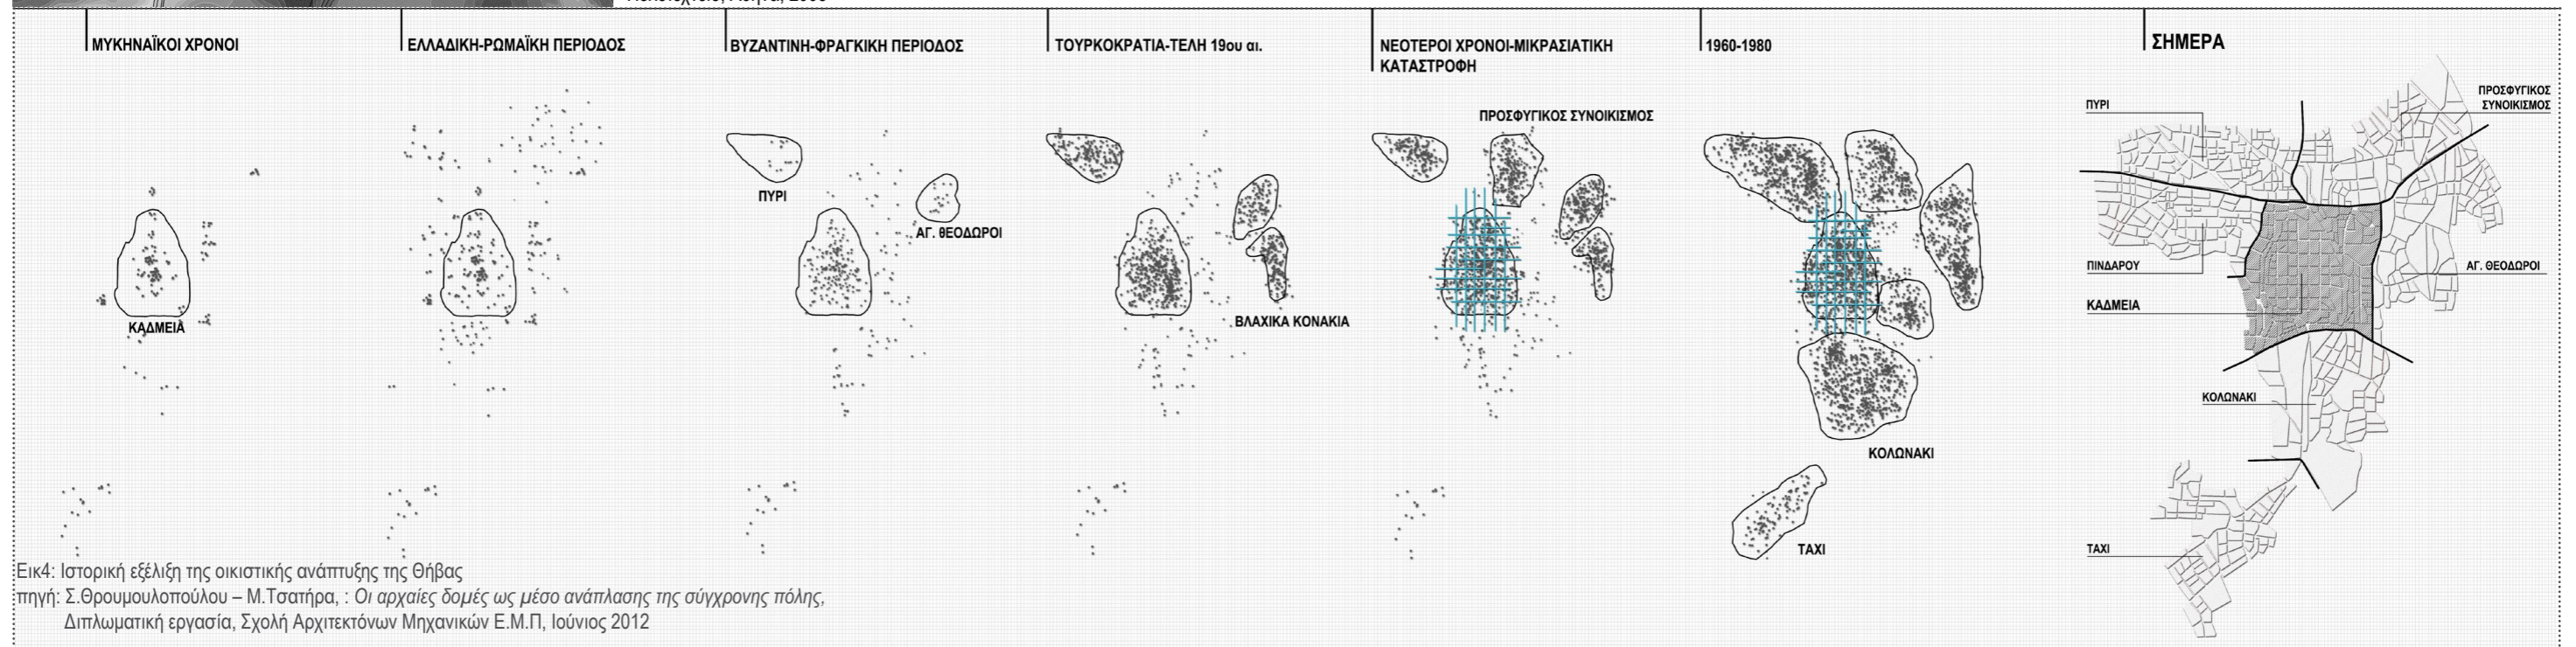 ΜΥΚΗΝΑΪΚΟΙ ΧΡΟΝΟΙ
ΕΛΛΑΔΙΚΗ-ΡΩΜΑΪΚΗ ΠΕΡΙΟΔΟΣ
ΒΥΖΑΝΤΙΝΗ-ΦΡΑΓΚΙΚΗ ΠΕΡΙΟΔΟΣ
ΤΟΥΡΚΟΚΡΑΤΙΑ-ΤΕΛΗ 19ου αι.
ΝΕΟΤΕΡΟΙ ΧΡΟΝΟΙ-ΜΙΚΡΑΣΙΑΤΙΚΗ
ΚΑΤΑΣΤΡΟΦΗ
1960-1980
ΣΗΜΕΡΑ
ΚΑΔΜΕΙΑ
ΠΥΡΙ
ΑΓ. ΘΕΟΔΩΡΟΙ
ΒΛΑΧΙΚΑ ΚΟΝΑΚΙΑ
ΠΡΟΣΦΥΓΙΚΟΣ ΣΥΝΟΙΚΙΣΜΟΣ
ΚΟΛΩΝΑΚΙ
ΤΑΧΙ
ΠΥΡΙ
ΠΡΟΣΦΥΓΙΚΟΣ
ΣΥΝΟΙΚΙΣΜΟΣ
ΠΙΝΔΑΡΟΥ
ΑΓ. ΘΕΟΔΩΡΟΙ
ΚΑΔΜΕΙΑ
ΚΟΛΩΝΑΚΙ
ΤΑΧΙ
Εικ4: Ιστορική εξέλιξη της οικιστικής ανάπτυξης της Θήβας
πηγή: Σ.Θρουμουλοπούλου – Μ.Τσατήρα, : Οι αρχαίες δομές ως μέσο ανάπλασης της σύγχρονης πόλης,
Διπλωματική εργασία, Σχολή Αρχιτεκτόνων Μηχανικών Ε.Μ.Π, Ιούνιος 2012